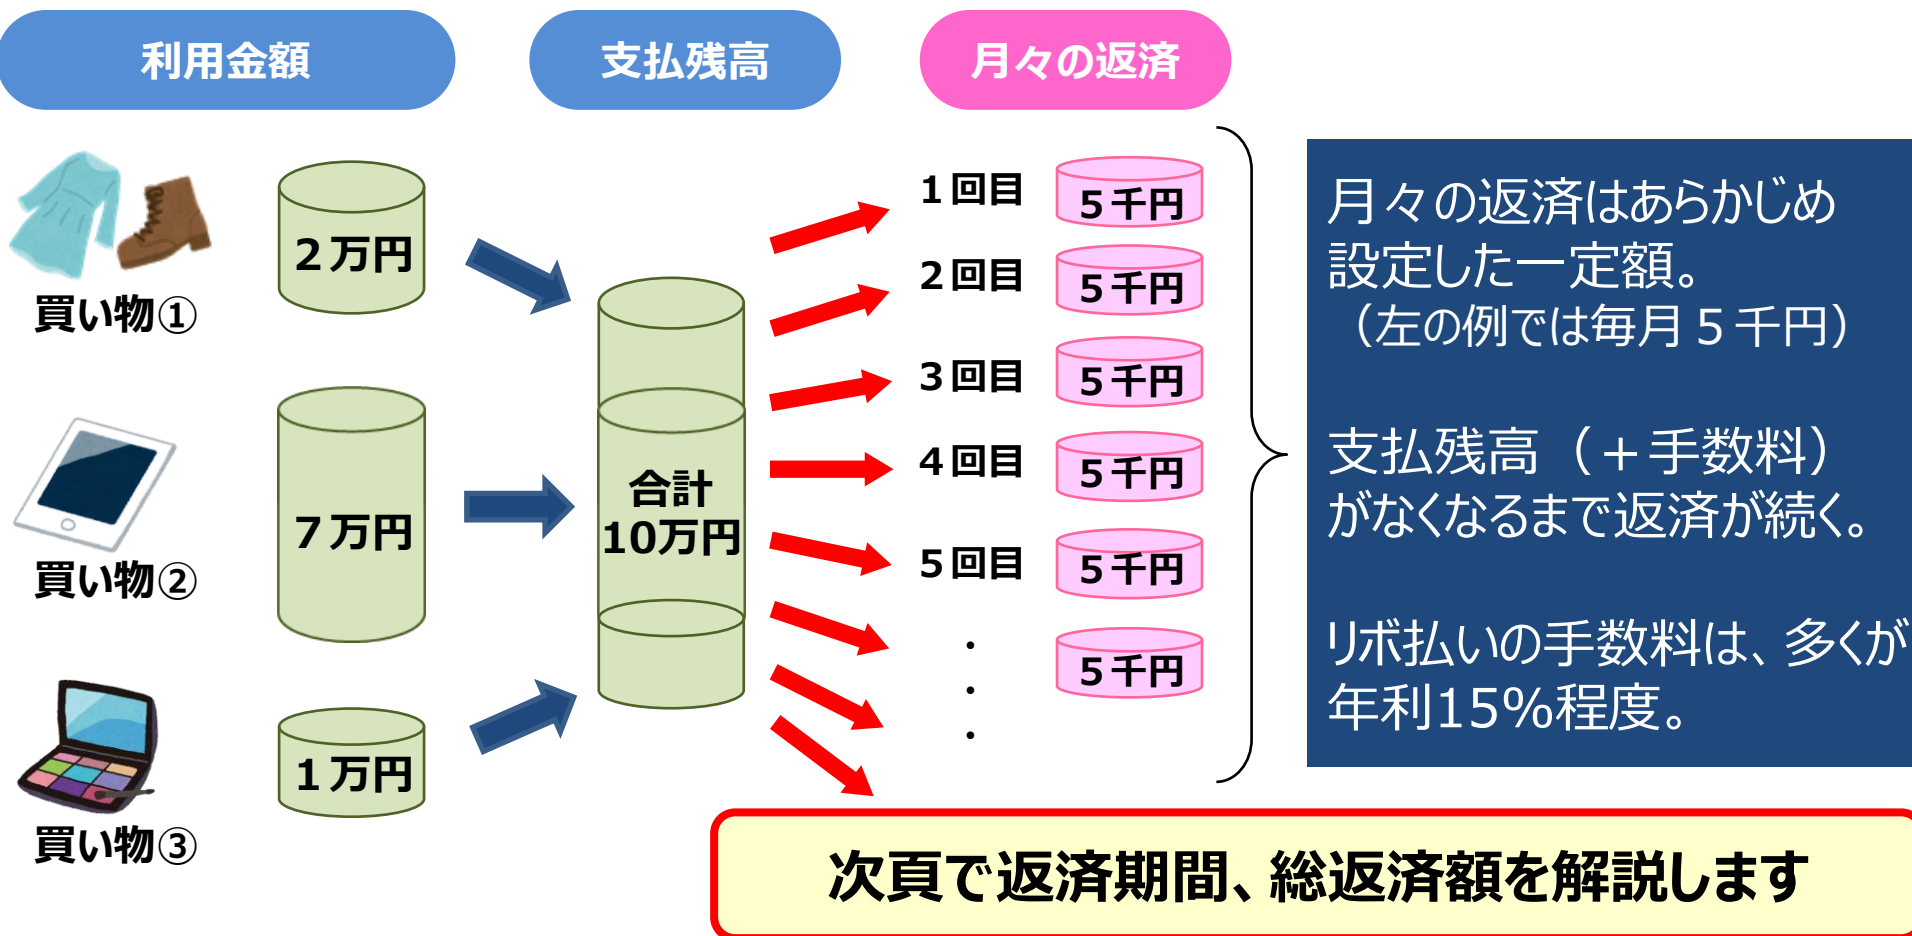 利用金額
支払残高
月々の返済
買い物①
２万円
買い物②
７万円
買い物③
１万円
合計
10万円
１回目
５千円
２回目
５千円
３回目
５千円
４回目
５千円
５回目
５千円
・
・
・
５千円
月々の返済はあらかじめ
設定した一定額。
（左の例では毎月５千円）
支払残高（＋手数料）
がなくなるまで返済が続く。
リボ払いの手数料は、多くが
年利15%程度。
次頁で返済期間、総返済額を解説します